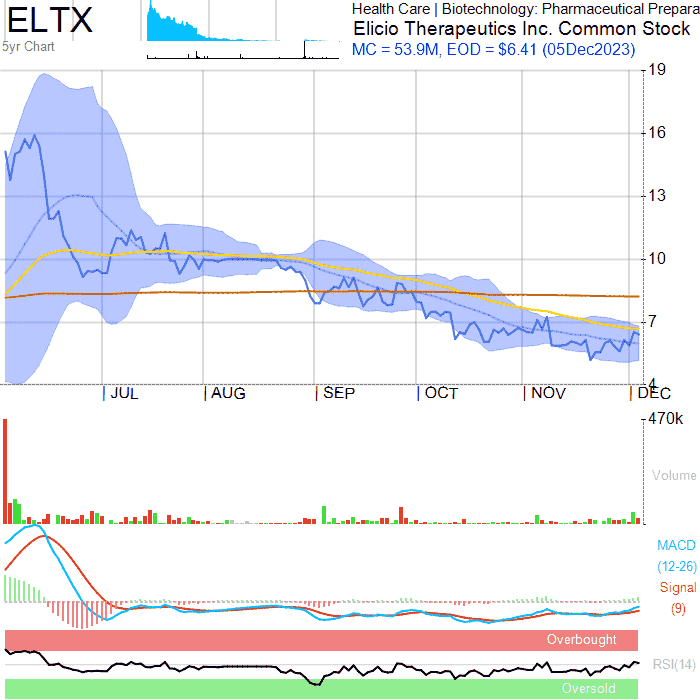 ELTX
5yr Chart
Health Care | Biotechnology: Pharmaceutical Prepara
Elicio Therapeutics Inc. Common Stock
MC = 53.9M, EOD = $6.41 (05Dec2023)
19
16
13
10
7
4
JUL
AUG
SEP
OCT
NOV
DEC
470k
Volume
MACD
(12-26)
Signal
(9)
Overbought
RSI(14)
Oversold